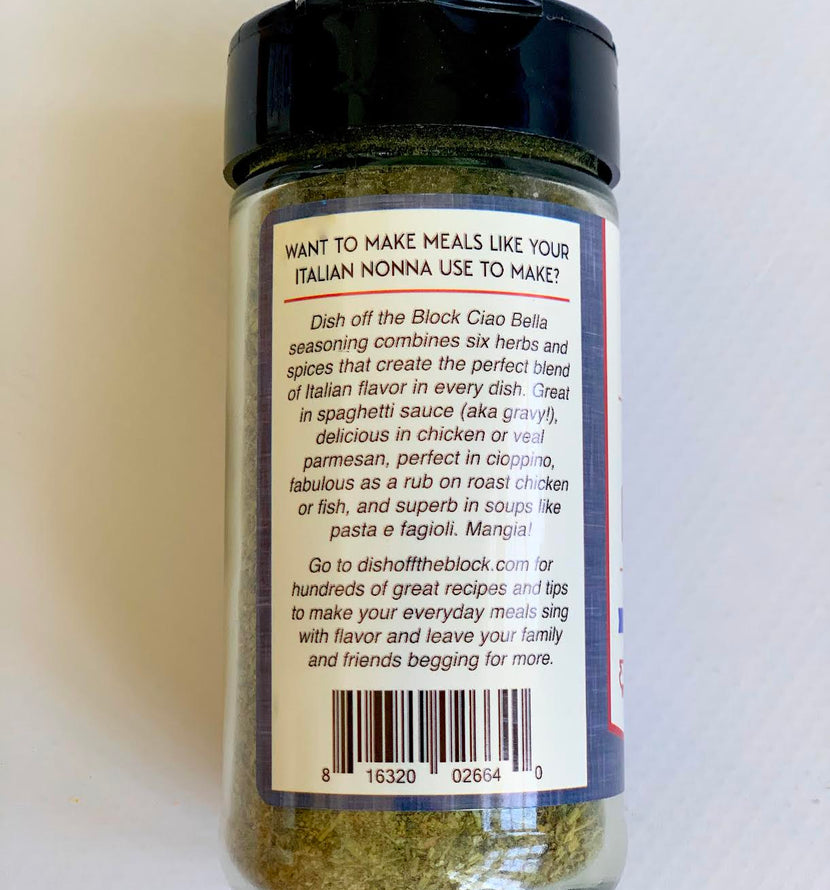 WANT TO MAKE MEALS LIKE YOUR
ITALIAN NONNA USE TO MAKE?
Dish off the Block Ciao Bella
seasoning combines six herbs and
spices that create the perfect blend
of Italian flavor in every dish. Great
in spaghetti sauce (aka gravy!),
delicious in chicken or veal
parmesan, perfect in cioppino,
fabulous as a rub on roast chicken
or fish, and superb in soups like
pasta e fagioli. Mangia!
Go to dishofftheblock.com for
hundreds of great recipes and tips
to make your everyday meals sing
with flavor and leave your family
and friends begging for more.
8 16320 02664 0